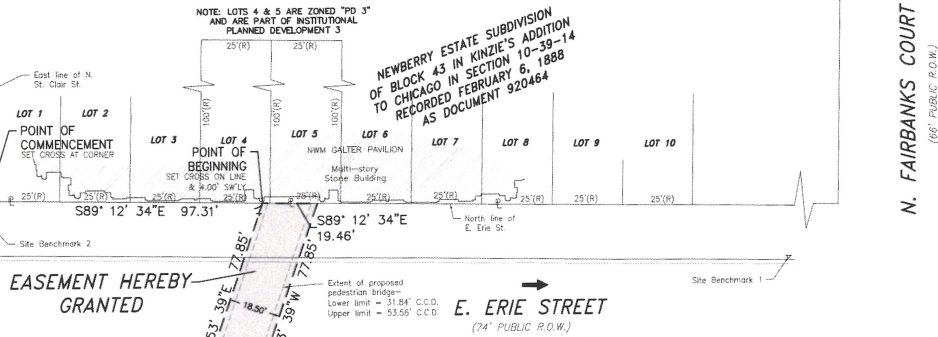 NOTE: LOTS 4 & 5 ARE ZONED "PD 3"
AND ARE PART OF INSTITUTIONAL
PLANNED DEVELOPMENT 3
25'(R) 25'(R)
NEWBERRY ESTATE SUBDIVISION
OF BLOCK 43 IN KINZIE'S ADDITION
TO CHICAGO IN SECTION 10-39-14
RECORDED FEBRUARY 6, 1888
AS DOCUMENT 920464
N. FAIRBANKS COURT
(66' PUBLIC R.O.W.)
East line of N.
St. Clair St.
100'(R) 100'(R) 100'(R)
LOT 1 LOT 2 LOT 3 LOT 4 LOT 5 LOT 6 LOT 7 LOT 8 LOT 9 LOT 10
POINT OF
COMMENCEMENT
SET CROSS AT CORNER
POINT OF
BEGINNING
SET CROSS ON LINE
& 4.00' SW'LY
NWM GALTER PAVILION
Multi-story
Stone Building
25'(R) 25'(R) 25'(R) 25'(R) 25'(R) 25'(R) 25'(R) 25'(R) 25'(R) 25'(R)
S89° 12' 34"E 97.31'
S89° 12' 34"E
19.46'
North line of
E. Erie St.
Site Benchmark 2
Site Benchmark 1
EASEMENT HEREBY
GRANTED
53' 39"E 77.85'
77.85'
3' 39"W
18.50'
Extent of proposed
pedestrian bridge-
Lower limit = 31.84' C.C.D.
Upper limit = 53.56' C.C.D.
E. ERIE STREET
(74' PUBLIC R.O.W.)